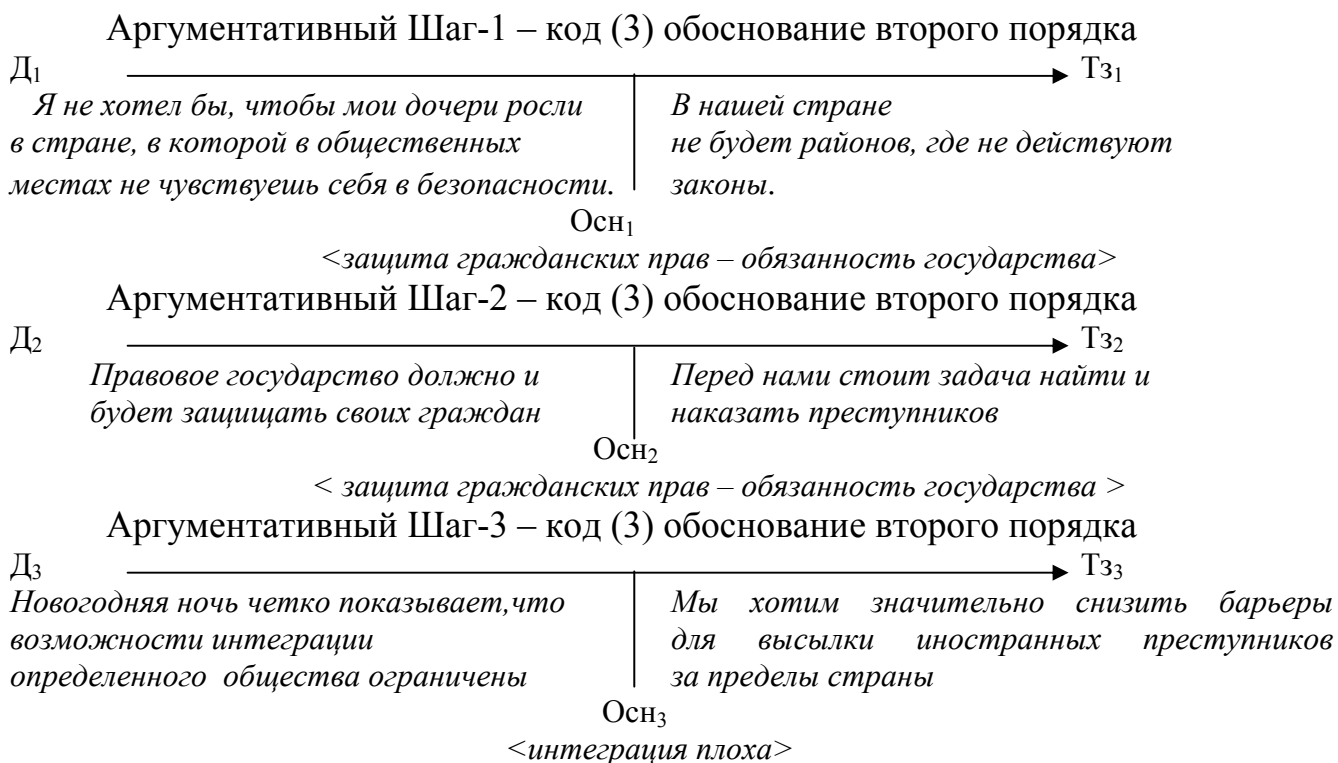 Аргументативный Шаг-1 – код (3) обоснование второго порядка
Д1 Тз1
Я не хотел бы, чтобы мои дочери росли В нашей стране
в стране, в которой в общественных не будет районов, где не действуют
местах не чувствуешь себя в безопасности. законы.
Осн1
<защита гражданских прав – обязанность государства>
Аргументативный Шаг-2 – код (3) обоснование второго порядка
Д2 Тз2
Правовое государство должно и Перед нами стоит задача найти и
будет защищать своих граждан наказать преступников
Осн2
< защита гражданских прав – обязанность государства >
Аргументативный Шаг-3 – код (3) обоснование второго порядка
Д3 Тз3
Новогодняя ночь четко показывает,что Мы хотим значительно снизить барьеры
возможности интеграции для высылки иностранных преступников
определенного общества ограничены за пределы страны
Осн3
<интеграция плоха>